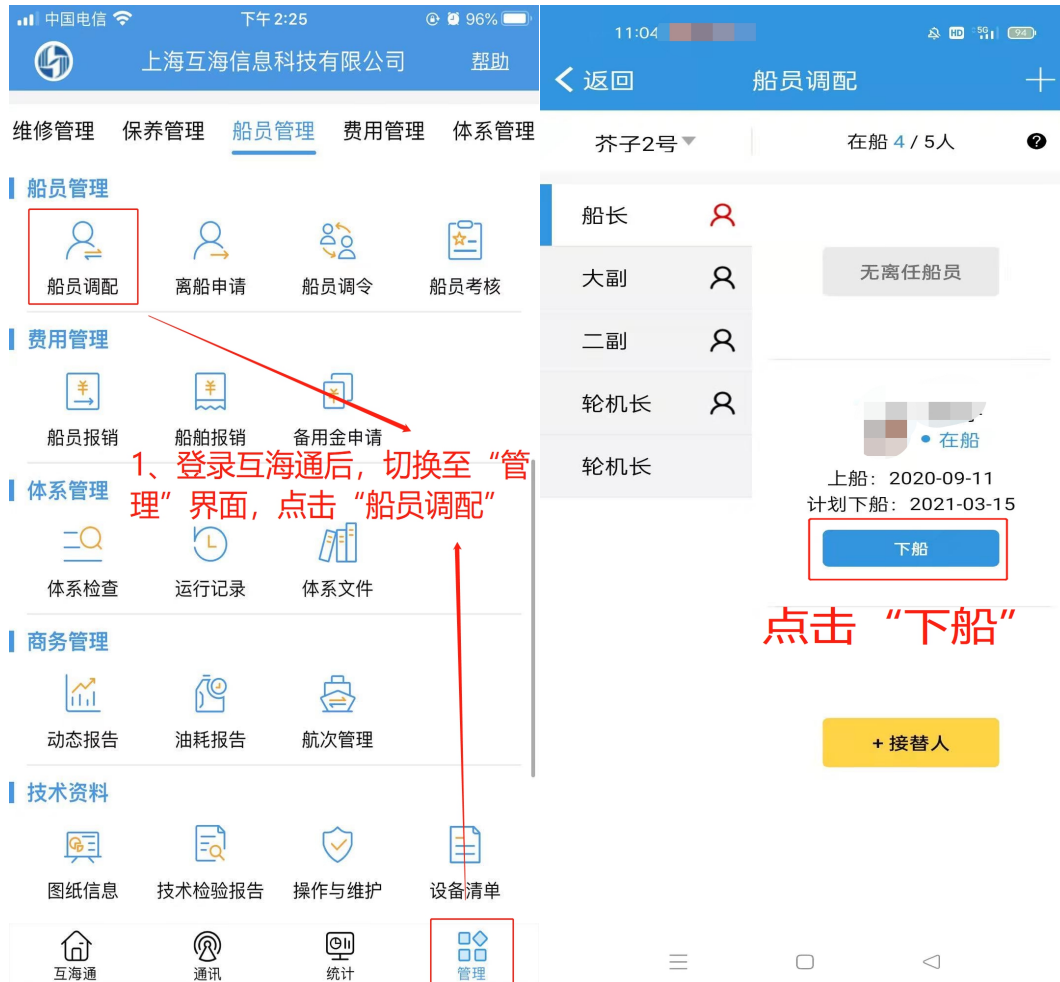 中国电信 下午2:25 96%
上海互海信息科技有限公司 帮助
维修管理 保养管理 船员管理 费用管理 体系管理
船员管理
船员调配 离船申请 船员调令 船员考核
费用管理
船员报销 船舶报销 备用金申请
1、登录互海通后，切换至“管
理”界面，点击“船员调配”
体系管理
体系检查 运行记录 体系文件
商务管理
动态报告 油耗报告 航次管理
技术资料
图纸信息 技术检验报告 操作与维护 设备清单
互海通 通讯 统计 管理
11:04 HD 5G 94
返回 船员调配
芥子2号 在船 4 / 5人
船长
大副
二副
轮机长
轮机长
无离任船员
在船
上船：2020-09-11
计划下船：2021-03-15
下船
点击“下船”
+接替人